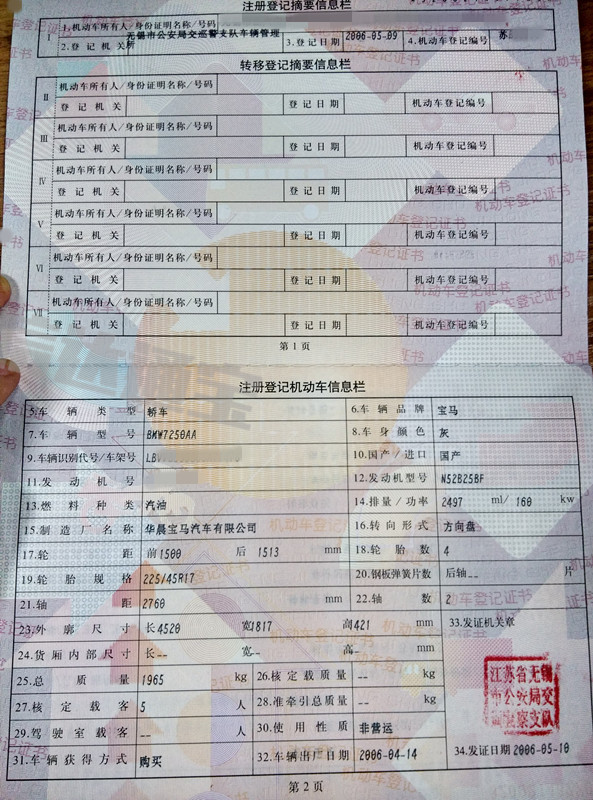 注册登记摘要信息栏
I 1.机动车所有人/身份证明名称/号码
2.登记机关 无锡市公安局交巡警支队车辆管理所 3.登记日期 2006-05-09 4.机动车登记编号 苏
转移登记摘要信息栏
II 机动车所有人/身份证明名称/号码
登记机关 登记日期 机动车登记编号
III 机动车所有人/身份证明名称/号码
登记机关 登记日期 机动车登记编号
IV 机动车所有人/身份证明名称/号码
登记机关 登记日期 机动车登记编号
V 机动车所有人/身份证明名称/号码
登记机关 登记日期 机动车登记编号
VI 机动车所有人/身份证明名称/号码
登记机关 登记日期 机动车登记编号
VII 机动车所有人/身份证明名称/号码
登记机关 登记日期 机动车登记编号
第1页
注册登记机动车信息栏
5.车辆类型 轿车 6.车辆品牌 宝马
7.车辆型号 BMW7250AA 8.车身颜色 灰
9.车辆识别代号/车架号 LB 10.国产/进口 国产
11.发动机号 12.发动机型号 N52B25BF
13.燃料种类 汽油 14.排量/功率 2497 ml/ 160 kw
15.制造厂名称 华晨宝马汽车有限公司 16.转向形式 方向盘
17.轮距 前1500 后1513 mm 18.轮胎数 4
19.轮胎规格 225/45R17 20.钢板弹簧片数 后轴-- 片
21.轴距 2760 mm 22.轴数 2
23.外廓尺寸 长4520 宽1817 高1421 mm 33.发证机关章
24.货厢内部尺寸 长-- 宽-- 高-- mm
25.总质量 1965 kg 26.核定载质量 -- kg
27.核定载客 5 人 28.准牵引总质量 -- kg
江苏省无锡市公安局交巡警支队
29.驾驶室载客 -- 人 30.使用性质 非营运
31.车辆获得方式 购买 32.车辆出厂日期 2006-04-14 34.发证日期 2006-05-10
第2页